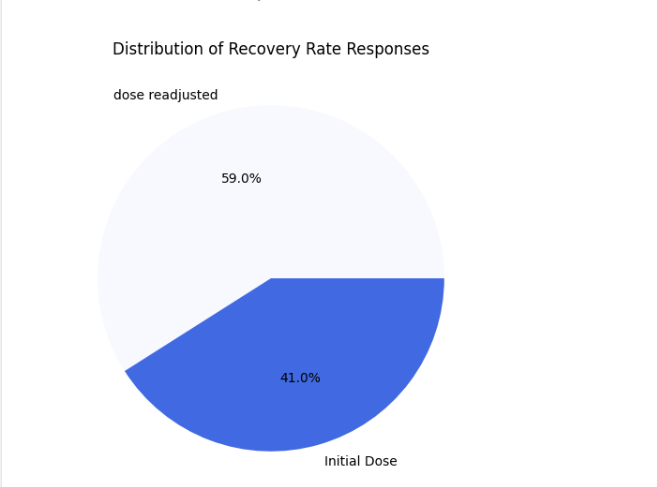 Distribution of Recovery Rate Responses
dose readjusted
59.0%
41.0%
Initial Dose